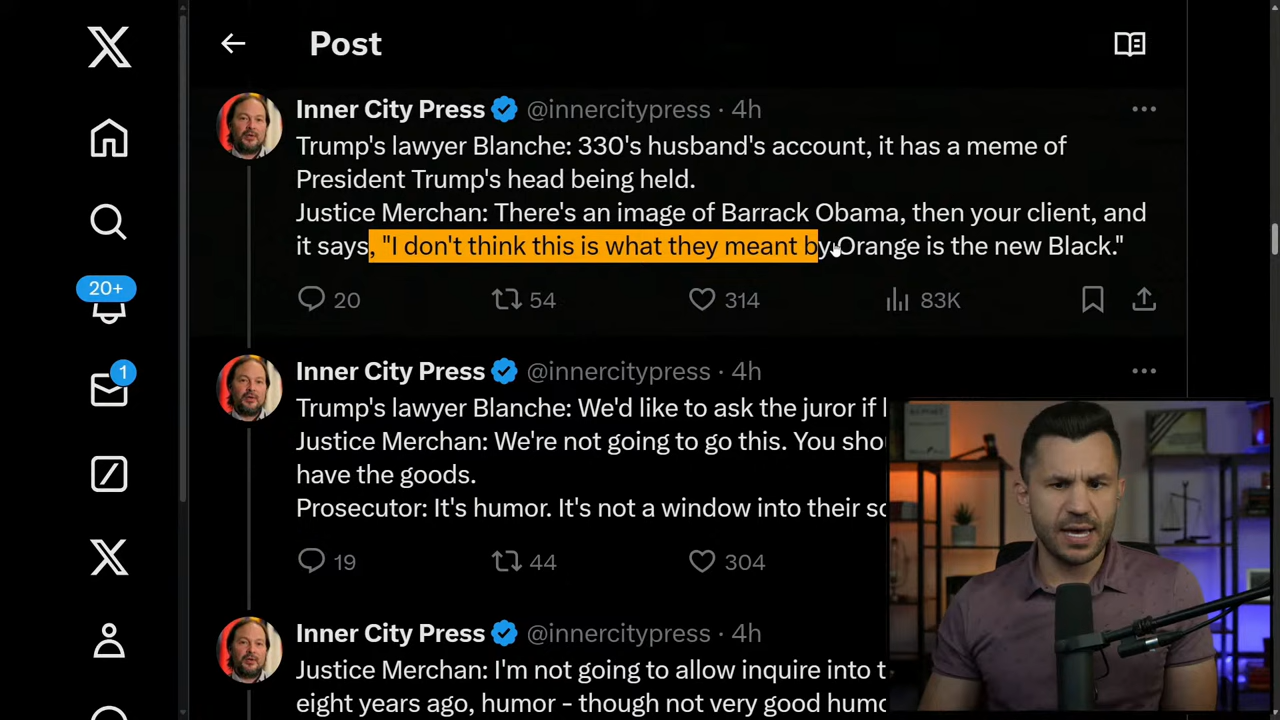 Post
Inner City Press @innercitypress · 4h
Trump's lawyer Blanche: 330's husband's account, it has a meme of
President Trump's head being held.
Justice Merchan: There's an image of Barrack Obama, then your client, and
it says, "I don't think this is what they meant by Orange is the new Black."
20 54 314 83K
20+
Inner City Press @innercitypress · 4h
1
Trump's lawyer Blanche: We'd like to ask the juror if
Justice Merchan: We're not going to go this. You
have the goods.
Prosecutor: It's humor. It's not a window into their
19 44 304
Inner City Press @innercitypress · 4h
Justice Merchan: I'm not going to allow inquire into
eight years ago, humor - though not very good